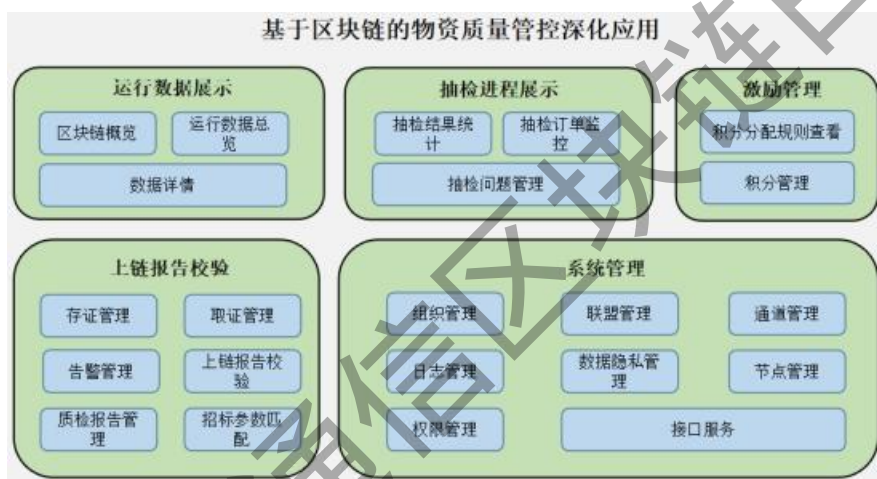 基于区块链的物资质量管控深化应用
运行数据展示
区块链概览
运行数据总
览
数据详情
抽检进程展示
抽检结果统
计
抽检订单监
控
抽检问题管理
激励管理
积分分配规则查看
积分管理
上链报告校验
存证管理
取证管理
告警管理
上链报告校
验
质检报告管
理
招标参数匹
配
系统管理
组织管理
联盟管理
通道管理
日志管理
数据隐私管
理
节点管理
权限管理
接口服务
通信区块链